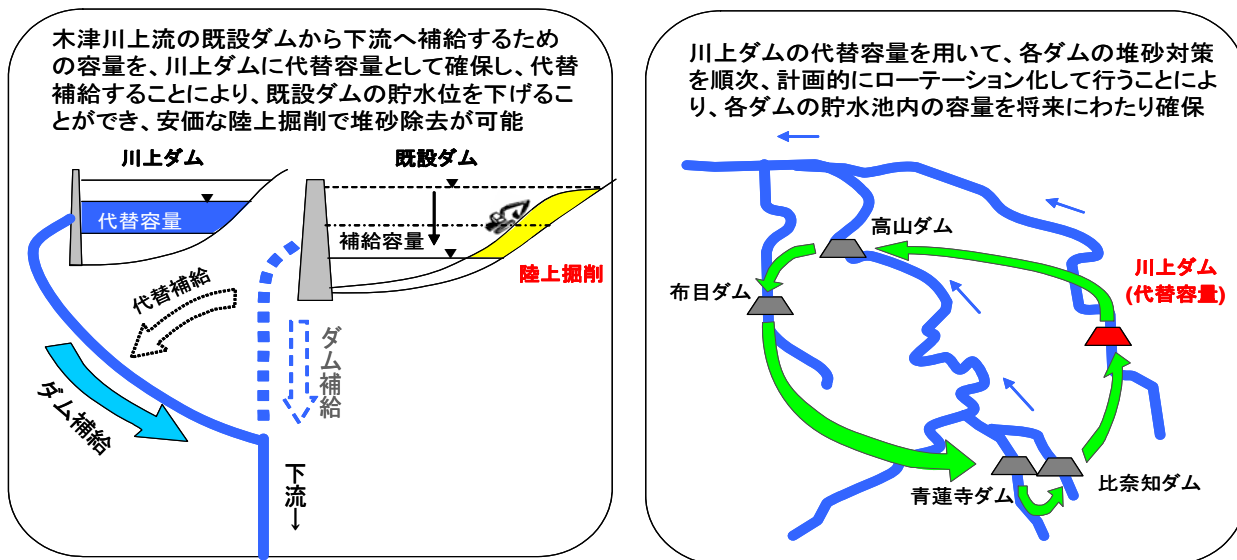 木津川上流の既設ダムから下流へ補給するため
の容量を、川上ダムに代替容量として確保し、代替
補給することにより、既設ダムの貯水位を下げるこ
とができ、安価な陸上掘削で堆砂除去が可能
川上ダム
既設ダム
代替容量
補給容量
陸上掘削
代替補給
ダム補給
ダム補給
下流→
川上ダムの代替容量を用いて、各ダムの堆砂対策
を順次、計画的にローテーション化して行うことによ
り、各ダムの貯水池内の容量を将来にわたり確保
高山ダム
川上ダム
(代替容量)
布目ダム
青蓮寺ダム
比奈知ダム